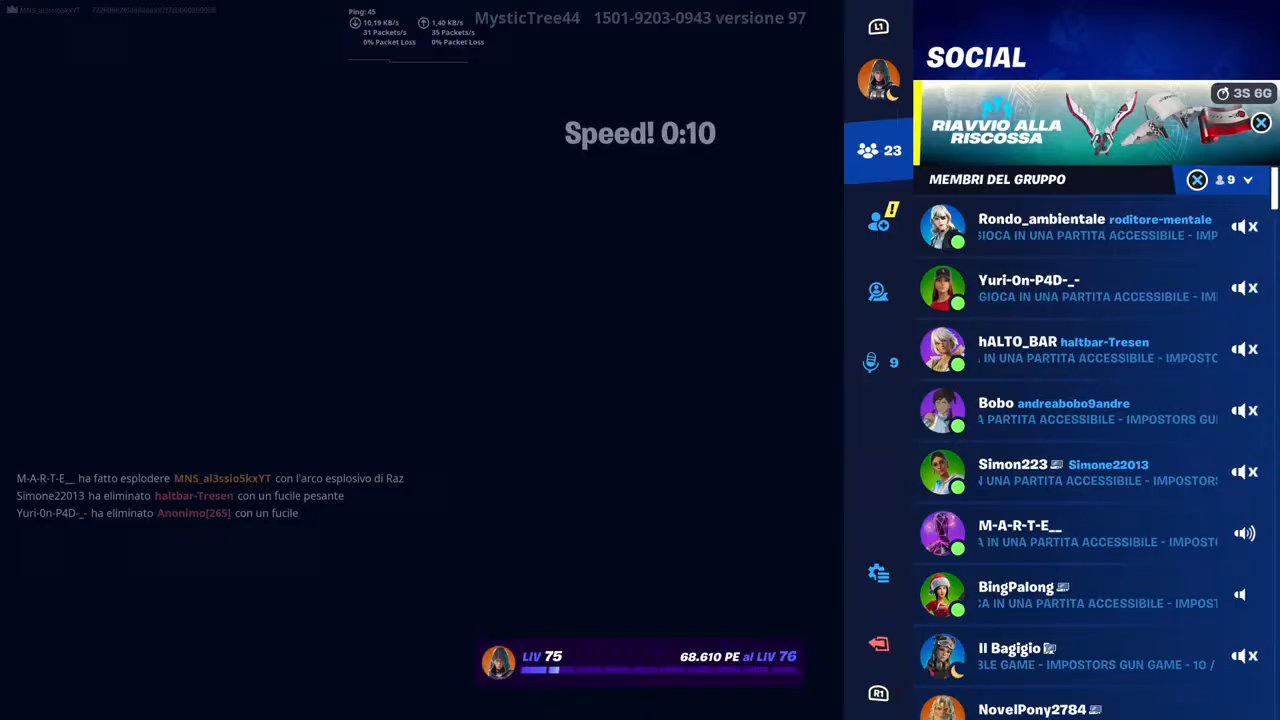 MNS_al3ssio5kxYT
Ping: 45
10,19 KB/s
1,40 KB/s
31 Packets/s
35 Packets/s
0% Packet Loss
0% Packet Loss
MysticTree44 1501-9203-0943 versione 97
Speed! 0:10
M-A-R-T-E__ ha fatto esplodere MNS_al3ssio5kxYT con l'arco esplosivo di Raz
Simone22013 ha eliminato haltbar-Tresen con un fucile pesante
Yuri-0n-P4D-_- ha eliminato Anonimo[265] con un fucile
LIV 75
68.610 PE al LIV 76
L1
23
9
R1
SOCIAL
3S 6G
RIAVVIO ALLA
RISCOSSA
MEMBRI DEL GRUPPO
9
Rondo_ambientale roditore-mentale
GIOCA IN UNA PARTITA ACCESSIBILE - IMP
Yuri-0n-P4D-_-
GIOCA IN UNA PARTITA ACCESSIBILE - IM
hALTO_BAR haltbar-Tresen
A IN UNA PARTITA ACCESSIBILE - IMPOSTO
Bobo andreabobo9andre
A PARTITA ACCESSIBILE - IMPOSTORS GU
Simon223 Simone22013
N UNA PARTITA ACCESSIBILE - IMPOSTORS
M-A-R-T-E__
A IN UNA PARTITA ACCESSIBILE - IMPOST
BingPalong
CA IN UNA PARTITA ACCESSIBILE - IMPOST
Il Bagigio
BLE GAME - IMPOSTORS GUN GAME - 10 /
NovelPony2784